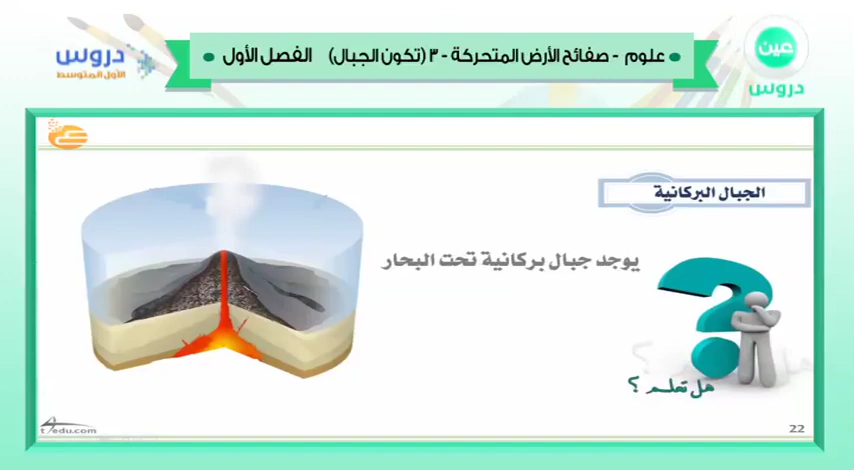 علوم - صفائح الأرض المتحركة - ٣ (تكون الجبال) الفصل الأول
عين
دروس
دروس
الأول المتوسط
الجبال البركانية
يوجد جبال بركانية تحت البحار
هل تعلم ؟
t4edu.com
22